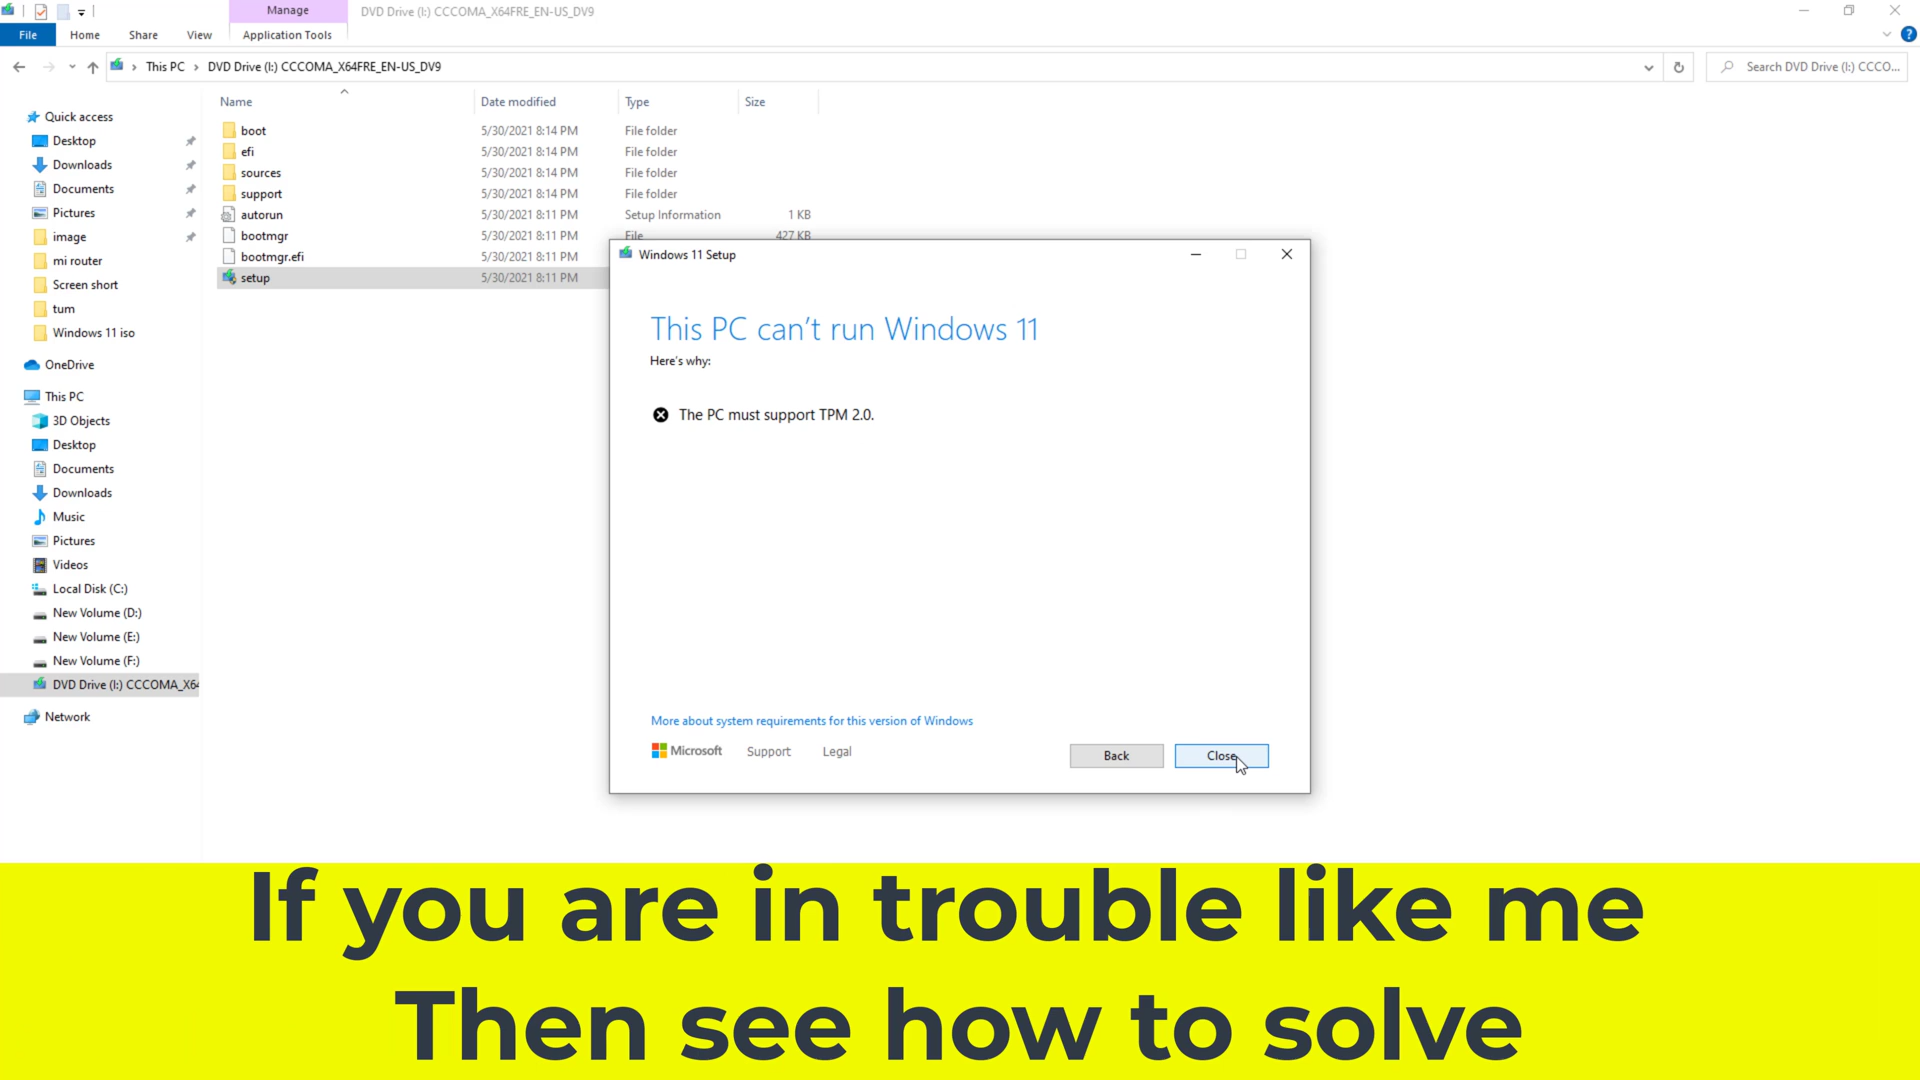 Manage
DVD Drive (I:) CCCOMA_X64FRE_EN-US_DV9
File
Home
Share
View
Application Tools
This PC
DVD Drive (I:) CCCOMA_X64FRE_EN-US_DV9
Search DVD Drive (I:) CCCO...
Name
Date modified
Type
Size
boot 5/30/2021 8:14 PM File folder
efi 5/30/2021 8:14 PM File folder
sources 5/30/2021 8:14 PM File folder
support 5/30/2021 8:14 PM File folder
autorun 5/30/2021 8:11 PM Setup Information 1 KB
bootmgr 5/30/2021 8:11 PM File 427 KB
bootmgr.efi 5/30/2021 8:11 PM
setup 5/30/2021 8:11 PM
Quick access
Desktop
Downloads
Documents
Pictures
image
mi router
Screen short
tum
Windows 11 iso
OneDrive
This PC
3D Objects
Desktop
Documents
Downloads
Music
Pictures
Videos
Local Disk (C:)
New Volume (D:)
New Volume (E:)
New Volume (F:)
DVD Drive (I:) CCCOMA_X64
Network
Windows 11 Setup
This PC can't run Windows 11
Here's why:
The PC must support TPM 2.0.
More about system requirements for this version of Windows
Microsoft
Support
Legal
Back
Close
If you are in trouble like me
Then see how to solve